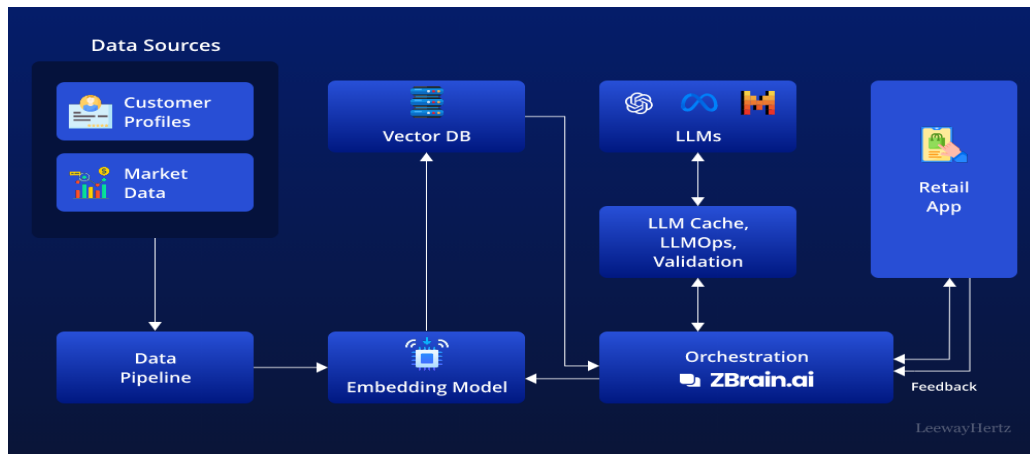 Data Sources
Customer
Profiles
Market
Data
Vector DB
LLMs
Retail
App
LLM Cache,
LLMOps,
Validation
Data
Pipeline
Embedding Model
Orchestration
ZBrain.ai
Feedback
LeewayHertz